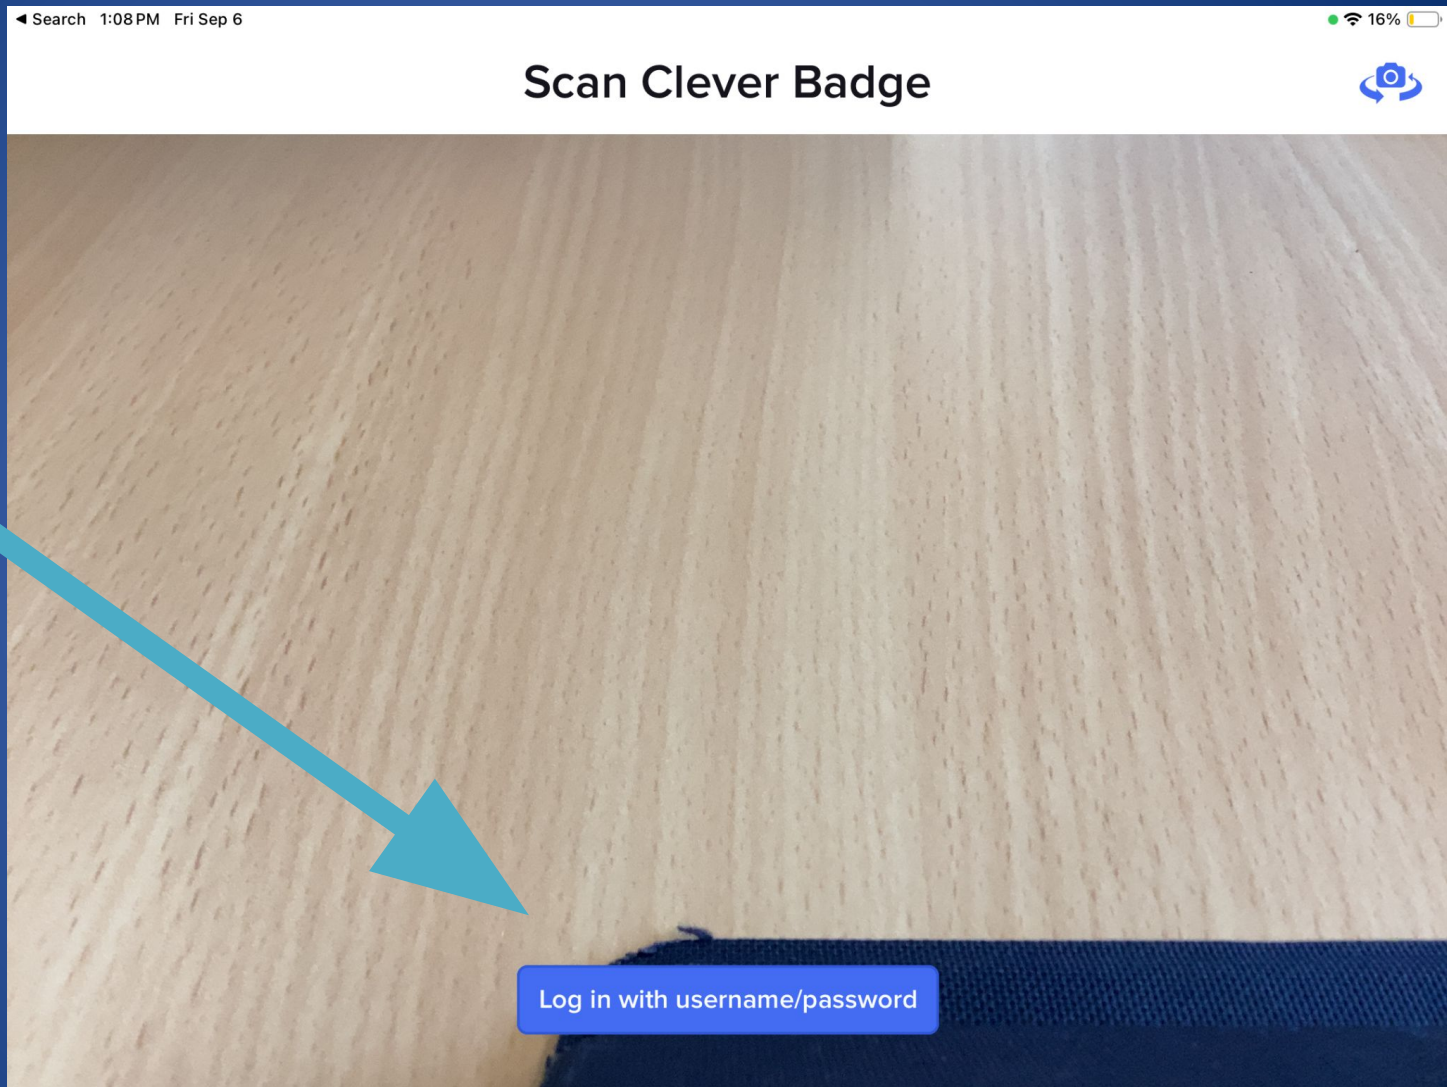 Search 1:08 PM Fri Sep 6 16%
Scan Clever Badge
Log in with username/password